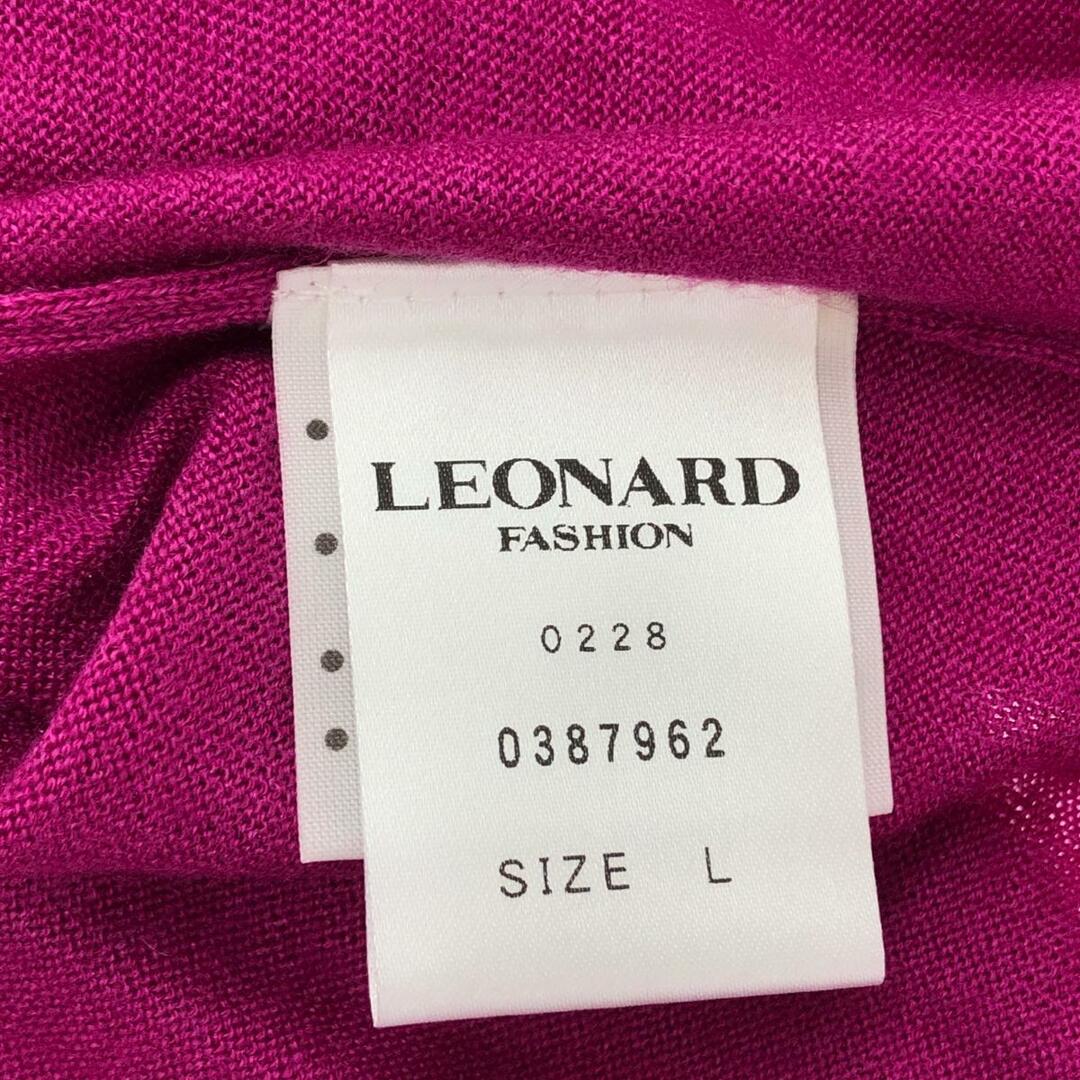 LEONARD
FASHION
0228
0387962
SIZE L